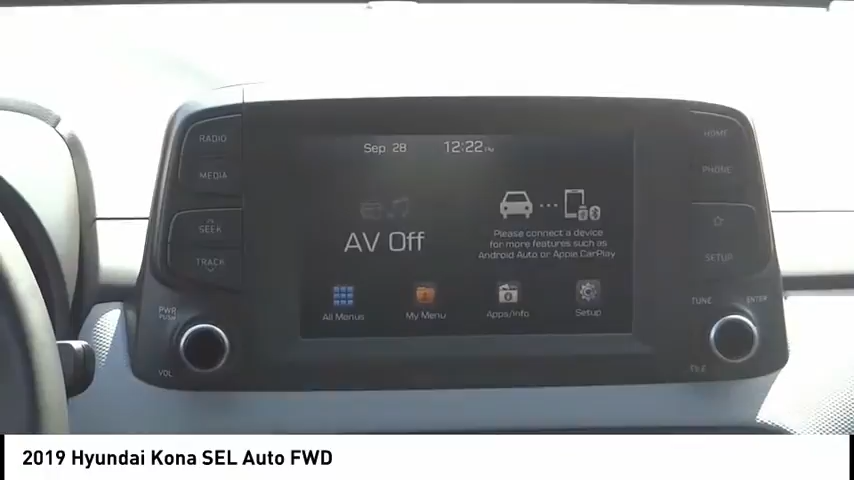 RADIO
MEDIA
SEEK
TRACK
PWR
PUSH
VOL
Sep 28 12:22PM
AV Off
Please connect a device
for more features such as
Android Auto or Apple CarPlay
All Menus
My Menu
Apps/Info
Setup
HOME
PHONE
SETUP
TUNE
ENTER
FILE
2019 Hyundai Kona SEL Auto FWD